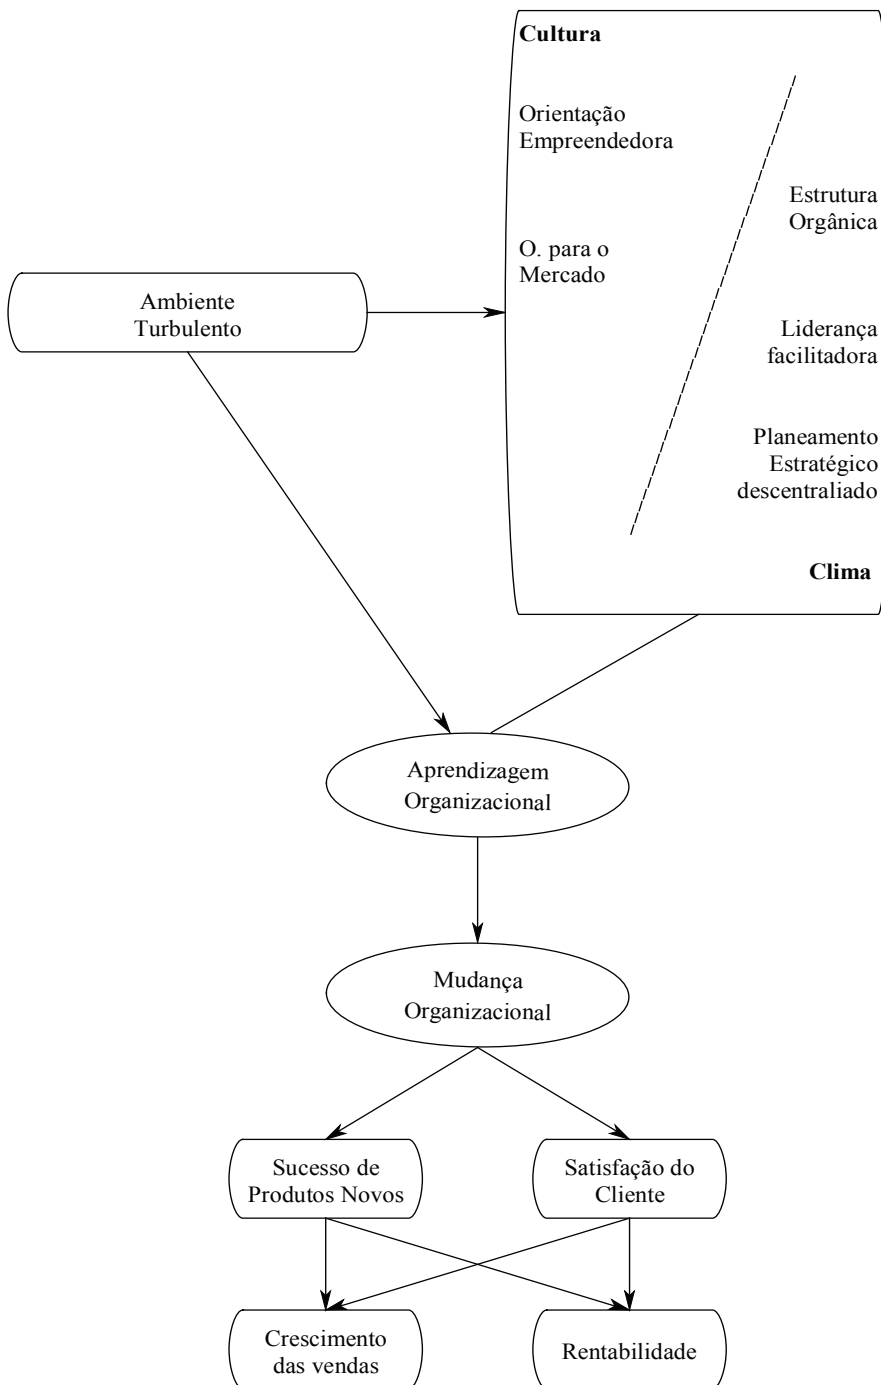 Cultura
Orientação
Empreendedora
Estrutura
Orgânica
O. para o
Mercado
Ambiente
Turbulento
Liderança
facilitadora
Planeamento
Estratégico
descentraliado
Clima
Aprendizagem
Organizacional
Mudança
Organizacional
Sucesso de
Produtos Novos
Satisfação do
Cliente
Crescimento
das vendas
Rentabilidade